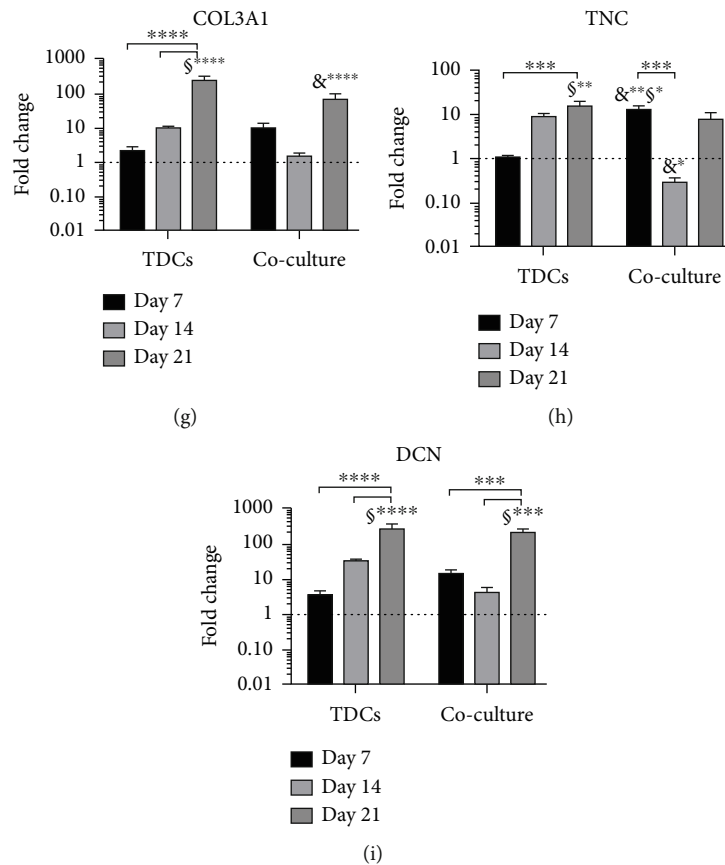 COL3A1
Fold change
1000
100
10
1
0.10
0.01
****
§****
&****
TDCs
Co-culture
Day 7
Day 14
Day 21
(g)
TNC
Fold change
100
10
1
0.10
0.01
***
§**
***
&**§*
&*
TDCs
Co-culture
Day 7
Day 14
Day 21
(h)
DCN
Fold change
1000
100
10
1
0.10
0.01
****
§****
***
§***
TDCs
Co-culture
Day 7
Day 14
Day 21
(i)